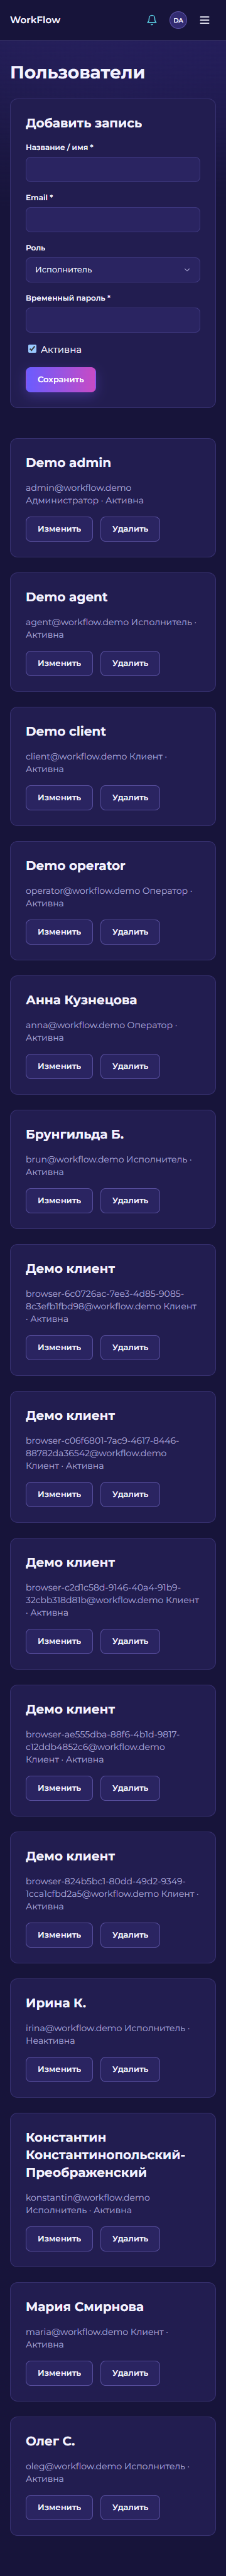 WorkFlow
DA
Пользователи
Добавить запись
Название / имя *
Email *
Роль
Исполнитель
Временный пароль *
Активна
Сохранить
Demo admin
admin@workflow.demo
Администратор · Активна
Изменить Удалить
Demo agent
agent@workflow.demo Исполнитель ·
Активна
Изменить Удалить
Demo client
client@workflow.demo Клиент ·
Активна
Изменить Удалить
Demo operator
operator@workflow.demo Оператор ·
Активна
Изменить Удалить
Анна Кузнецова
anna@workflow.demo Оператор ·
Активна
Изменить Удалить
Брунгильда Б.
brun@workflow.demo Исполнитель ·
Активна
Изменить Удалить
Демо клиент
browser-6c0726ac-7ee3-4d85-9085-
8c3efb1fbd98@workflow.demo Клиент
· Активна
Изменить Удалить
Демо клиент
browser-c06f6801-7ac9-4617-8446-
88782da36542@workflow.demo
Клиент · Активна
Изменить Удалить
Демо клиент
browser-c2d1c58d-9146-40a4-91b9-
32cbb318d81b@workflow.demo Клиент
· Активна
Изменить Удалить
Демо клиент
browser-ae555dba-88f6-4b1d-9817-
c12ddb4852c6@workflow.demo
Клиент · Активна
Изменить Удалить
Демо клиент
browser-824b5bc1-80dd-49d2-9349-
1cca1cfbd2a5@workflow.demo Клиент ·
Активна
Изменить Удалить
Ирина К.
irina@workflow.demo Исполнитель ·
Неактивна
Изменить Удалить
Константин
Константинопольский-
Преображенский
konstantin@workflow.demo
Исполнитель · Активна
Изменить Удалить
Мария Смирнова
maria@workflow.demo Клиент ·
Активна
Изменить Удалить
Олег С.
oleg@workflow.demo Исполнитель ·
Активна
Изменить Удалить